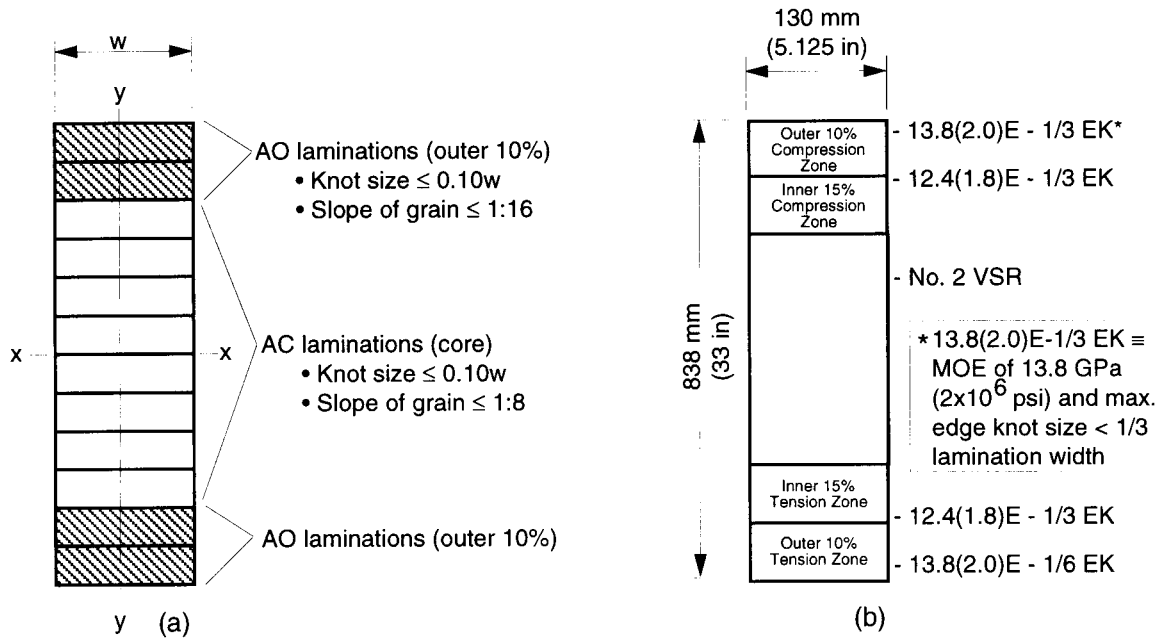 w
y
AO laminations (outer 10%)
• Knot size ≤ 0.10w
• Slope of grain ≤ 1:16
x
x
AC laminations (core)
• Knot size ≤ 0.10w
• Slope of grain ≤ 1:8
AO laminations (outer 10%)
y
(a)
130 mm
(5.125 in)
838 mm
(33 in)
Outer 10%
Compression
Zone
- 13.8(2.0)E - 1/3 EK*
Inner 15%
Compression
Zone
- 12.4(1.8)E - 1/3 EK
- No. 2 VSR
* 13.8(2.0)E-1/3 EK ≡
MOE of 13.8 GPa
(2x10⁶ psi) and max.
edge knot size < 1/3
lamination width
Inner 15%
Tension Zone
- 12.4(1.8)E - 1/3 EK
Outer 10%
Tension Zone
- 13.8(2.0)E - 1/6 EK
(b)